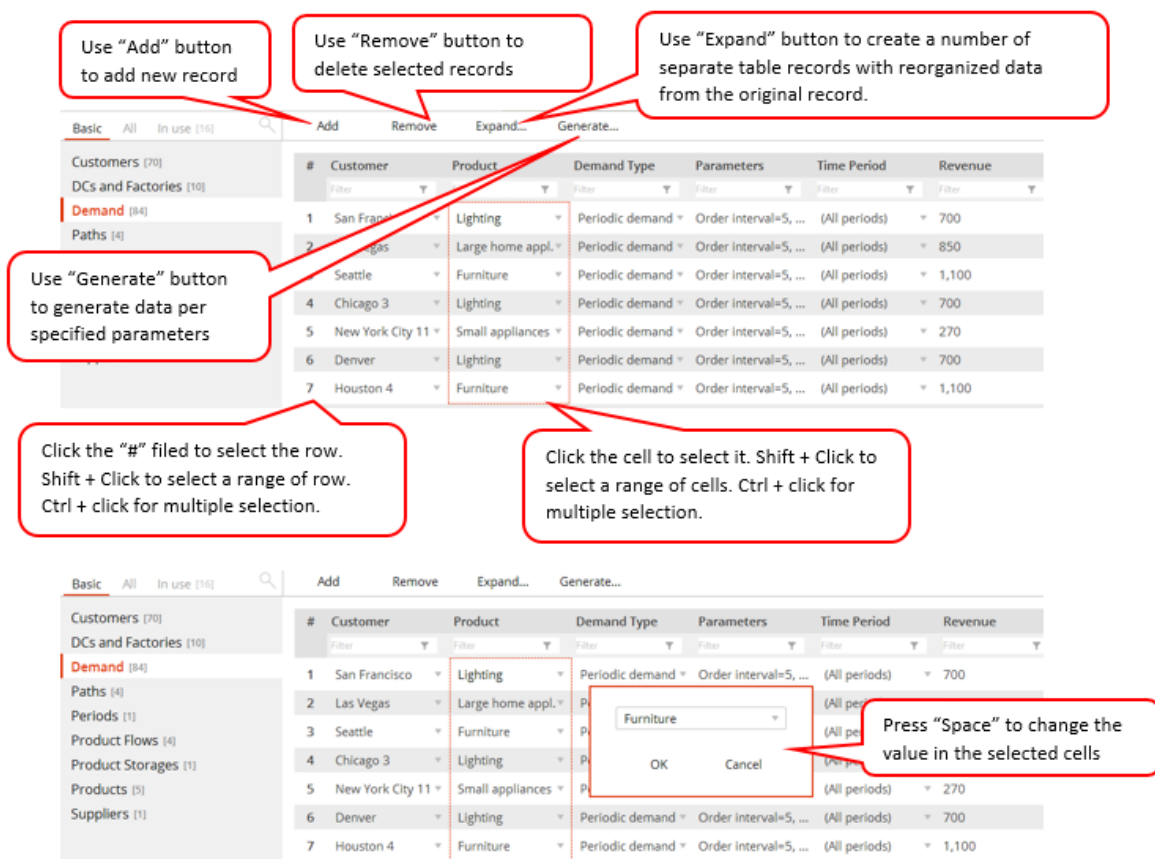 Use “Add” button
to add new record
Use “Remove” button to
delete selected records
Use “Expand” button to create a number of
separate table records with reorganized data
from the original record.
Basic All In use [16] Add Remove Expand... Generate...
Customers [70]
DCs and Factories [10]
Demand [84]
Paths [4]
# Customer Product Demand Type Parameters Time Period Revenue
Filter Filter Filter Filter Filter Filter
1 San Franci Lighting Periodic demand Order interval=5, ... (All periods) 700
2 egas Large home appl. Periodic demand Order interval=5, ... (All periods) 850
Seattle Furniture Periodic demand Order interval=5, ... (All periods) 1,100
4 Chicago 3 Lighting Periodic demand Order interval=5, ... (All periods) 700
5 New York City 11 Small appliances Periodic demand Order interval=5, ... (All periods) 270
6 Denver Lighting Periodic demand Order interval=5, ... (All periods) 700
7 Houston 4 Furniture Periodic demand Order interval=5, ... (All periods) 1,100
Use “Generate” button
to generate data per
specified parameters
Click the “#” filed to select the row.
Shift + Click to select a range of row.
Ctrl + click for multiple selection.
Click the cell to select it. Shift + Click to
select a range of cells. Ctrl + click for
multiple selection.
Basic All In use [16] Add Remove Expand... Generate...
Customers [70]
DCs and Factories [10]
Demand [84]
Paths [4]
Periods [1]
Product Flows [4]
Product Storages [1]
Products [5]
Suppliers [1]
# Customer Product Demand Type Parameters Time Period Revenue
Filter Filter Filter Filter Filter Filter
1 San Francisco Lighting Periodic demand Order interval=5, ... (All periods) 700
2 Las Vegas Large home appl. P (All pe
3 Seattle Furniture P (All pe
4 Chicago 3 Lighting P
5 New York City 11 Small appliances P (All periods) 270
6 Denver Lighting Periodic demand Order interval=5, ... (All periods) 700
7 Houston 4 Furniture Periodic demand Order interval=5, ... (All periods) 1,100
Furniture
OK Cancel
Press “Space” to change the
value in the selected cells